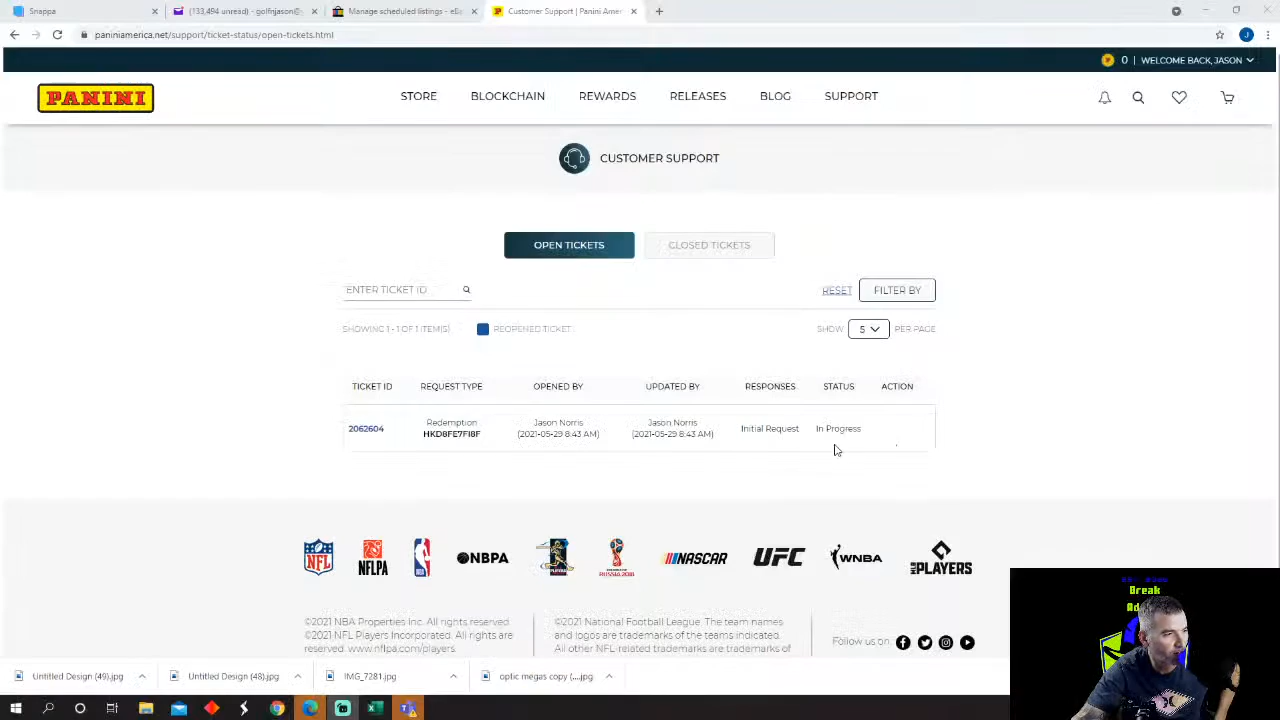 Snappa
(133,494 unread) - golfnjason@
Manage scheduled listings - eBa
Customer Support | Panini Amer
paniniamerica.net/support/ticket-status/open-tickets.html
J
0 | WELCOME BACK, JASON
PANINI
STORE
BLOCKCHAIN
REWARDS
RELEASES
BLOG
SUPPORT
CUSTOMER SUPPORT
OPEN TICKETS
CLOSED TICKETS
ENTER TICKET ID
RESET
FILTER BY
SHOWING 1 - 1 OF 1 ITEM(S)
REOPENED TICKET
SHOW 5 PER PAGE
TICKET ID
REQUEST TYPE
OPENED BY
UPDATED BY
RESPONSES
STATUS
ACTION
2062604
Redemption
HKD8FE7FI8F
Jason Norris
(2021-05-29 8:43 AM)
Jason Norris
(2021-05-29 8:43 AM)
Initial Request
In Progress
NFL
NFLPA
NBA
NBPA
RUSSIA 2018
NASCAR
UFC
WNBA
PLAYERS
©2021 NBA Properties Inc. All rights reserved.
©2021 NFL Players Incorporated. All rights are
reserved. www.nflpa.com/players.
©2021 National Football League. The team names
and logos are trademarks of the teams indicated.
All other NFL-related trademarks are trademarks of
Follow us on:
Break
Untitled Design (49).jpg
Untitled Design (48).jpg
IMG_7281.jpg
optic megas copy (....jpg